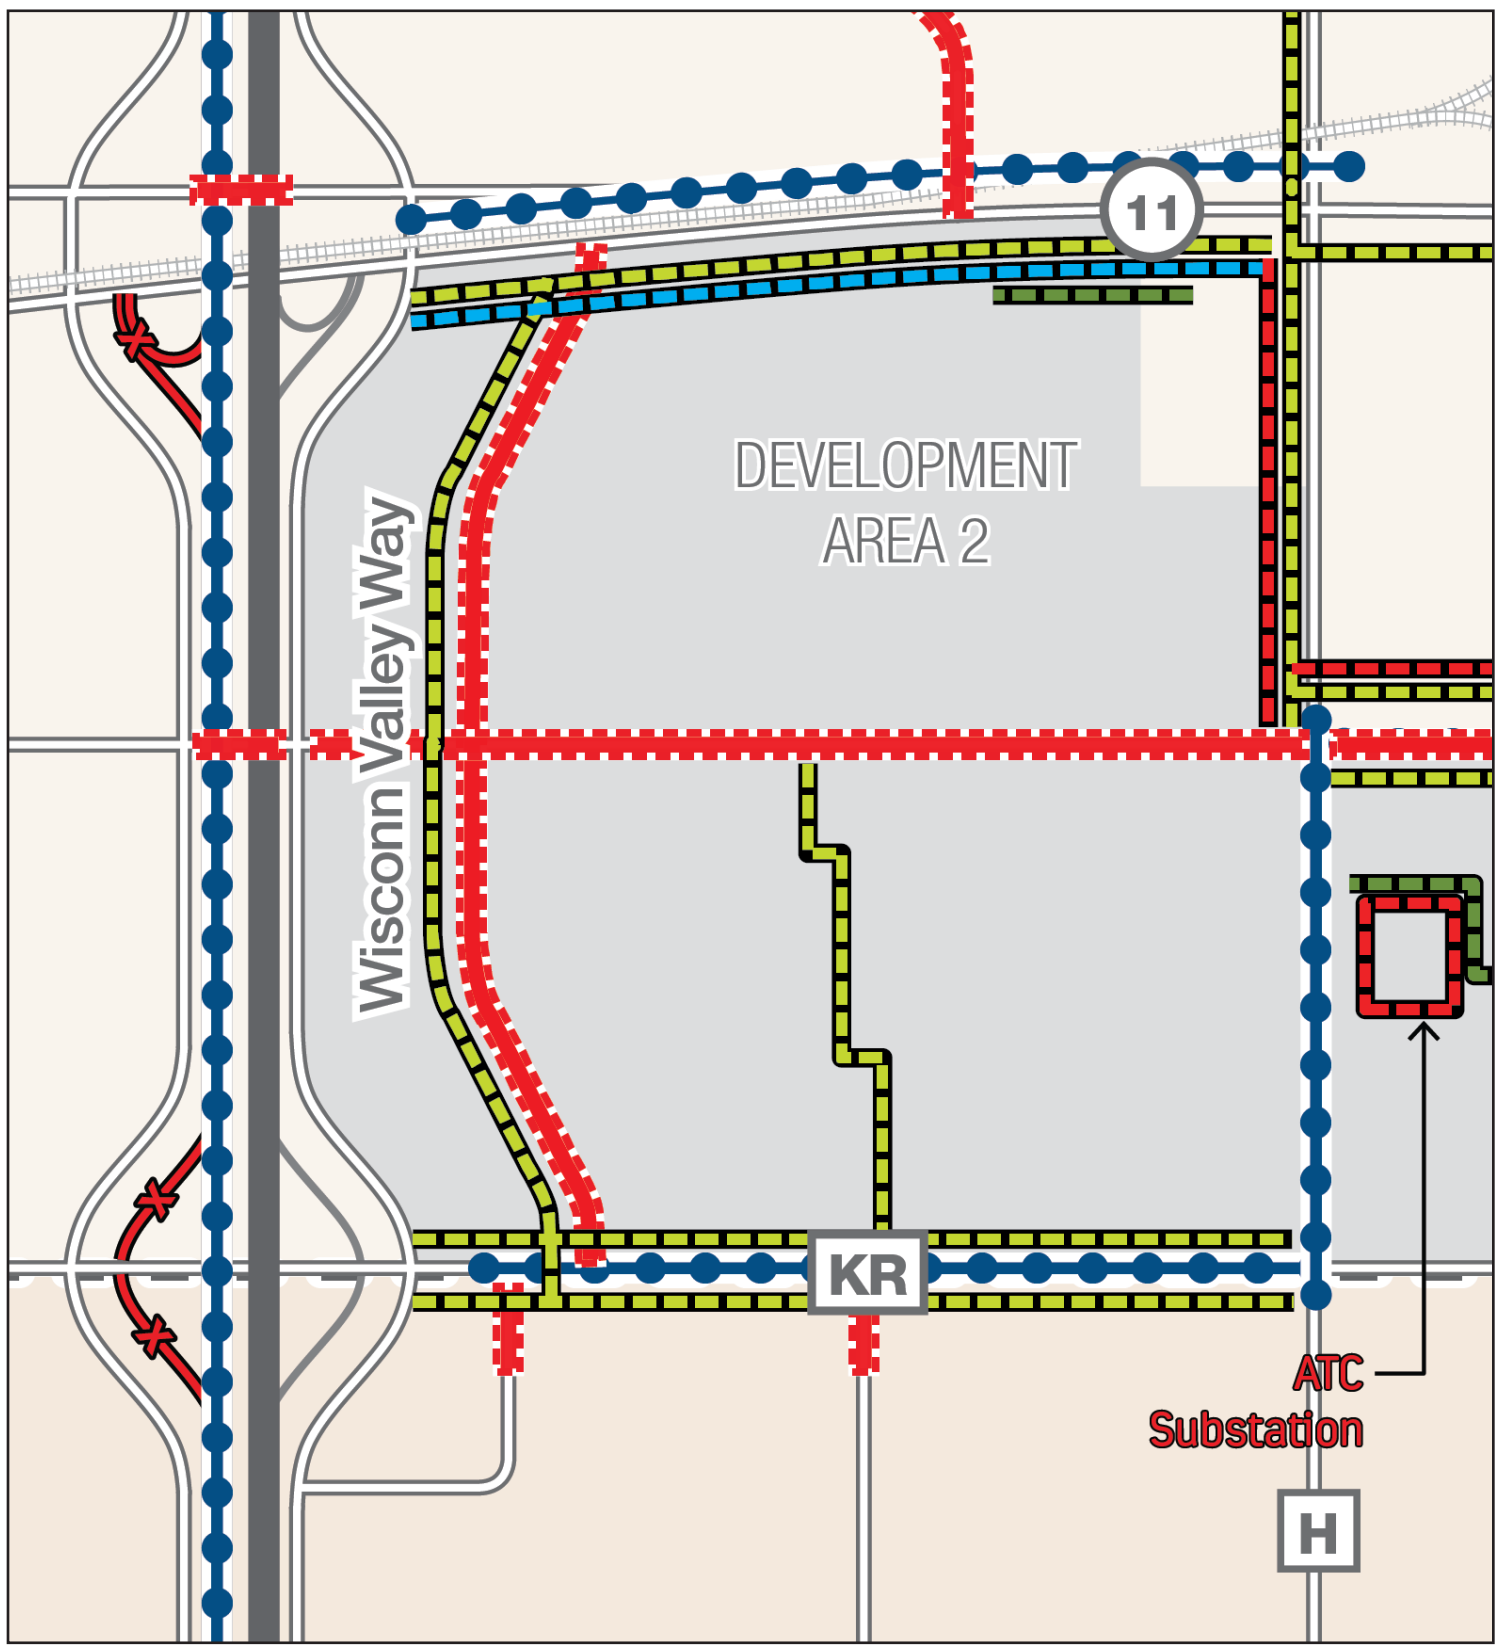 11
DEVELOPMENT
AREA 2
Wisconn Valley Way
KR
ATC
Substation
H